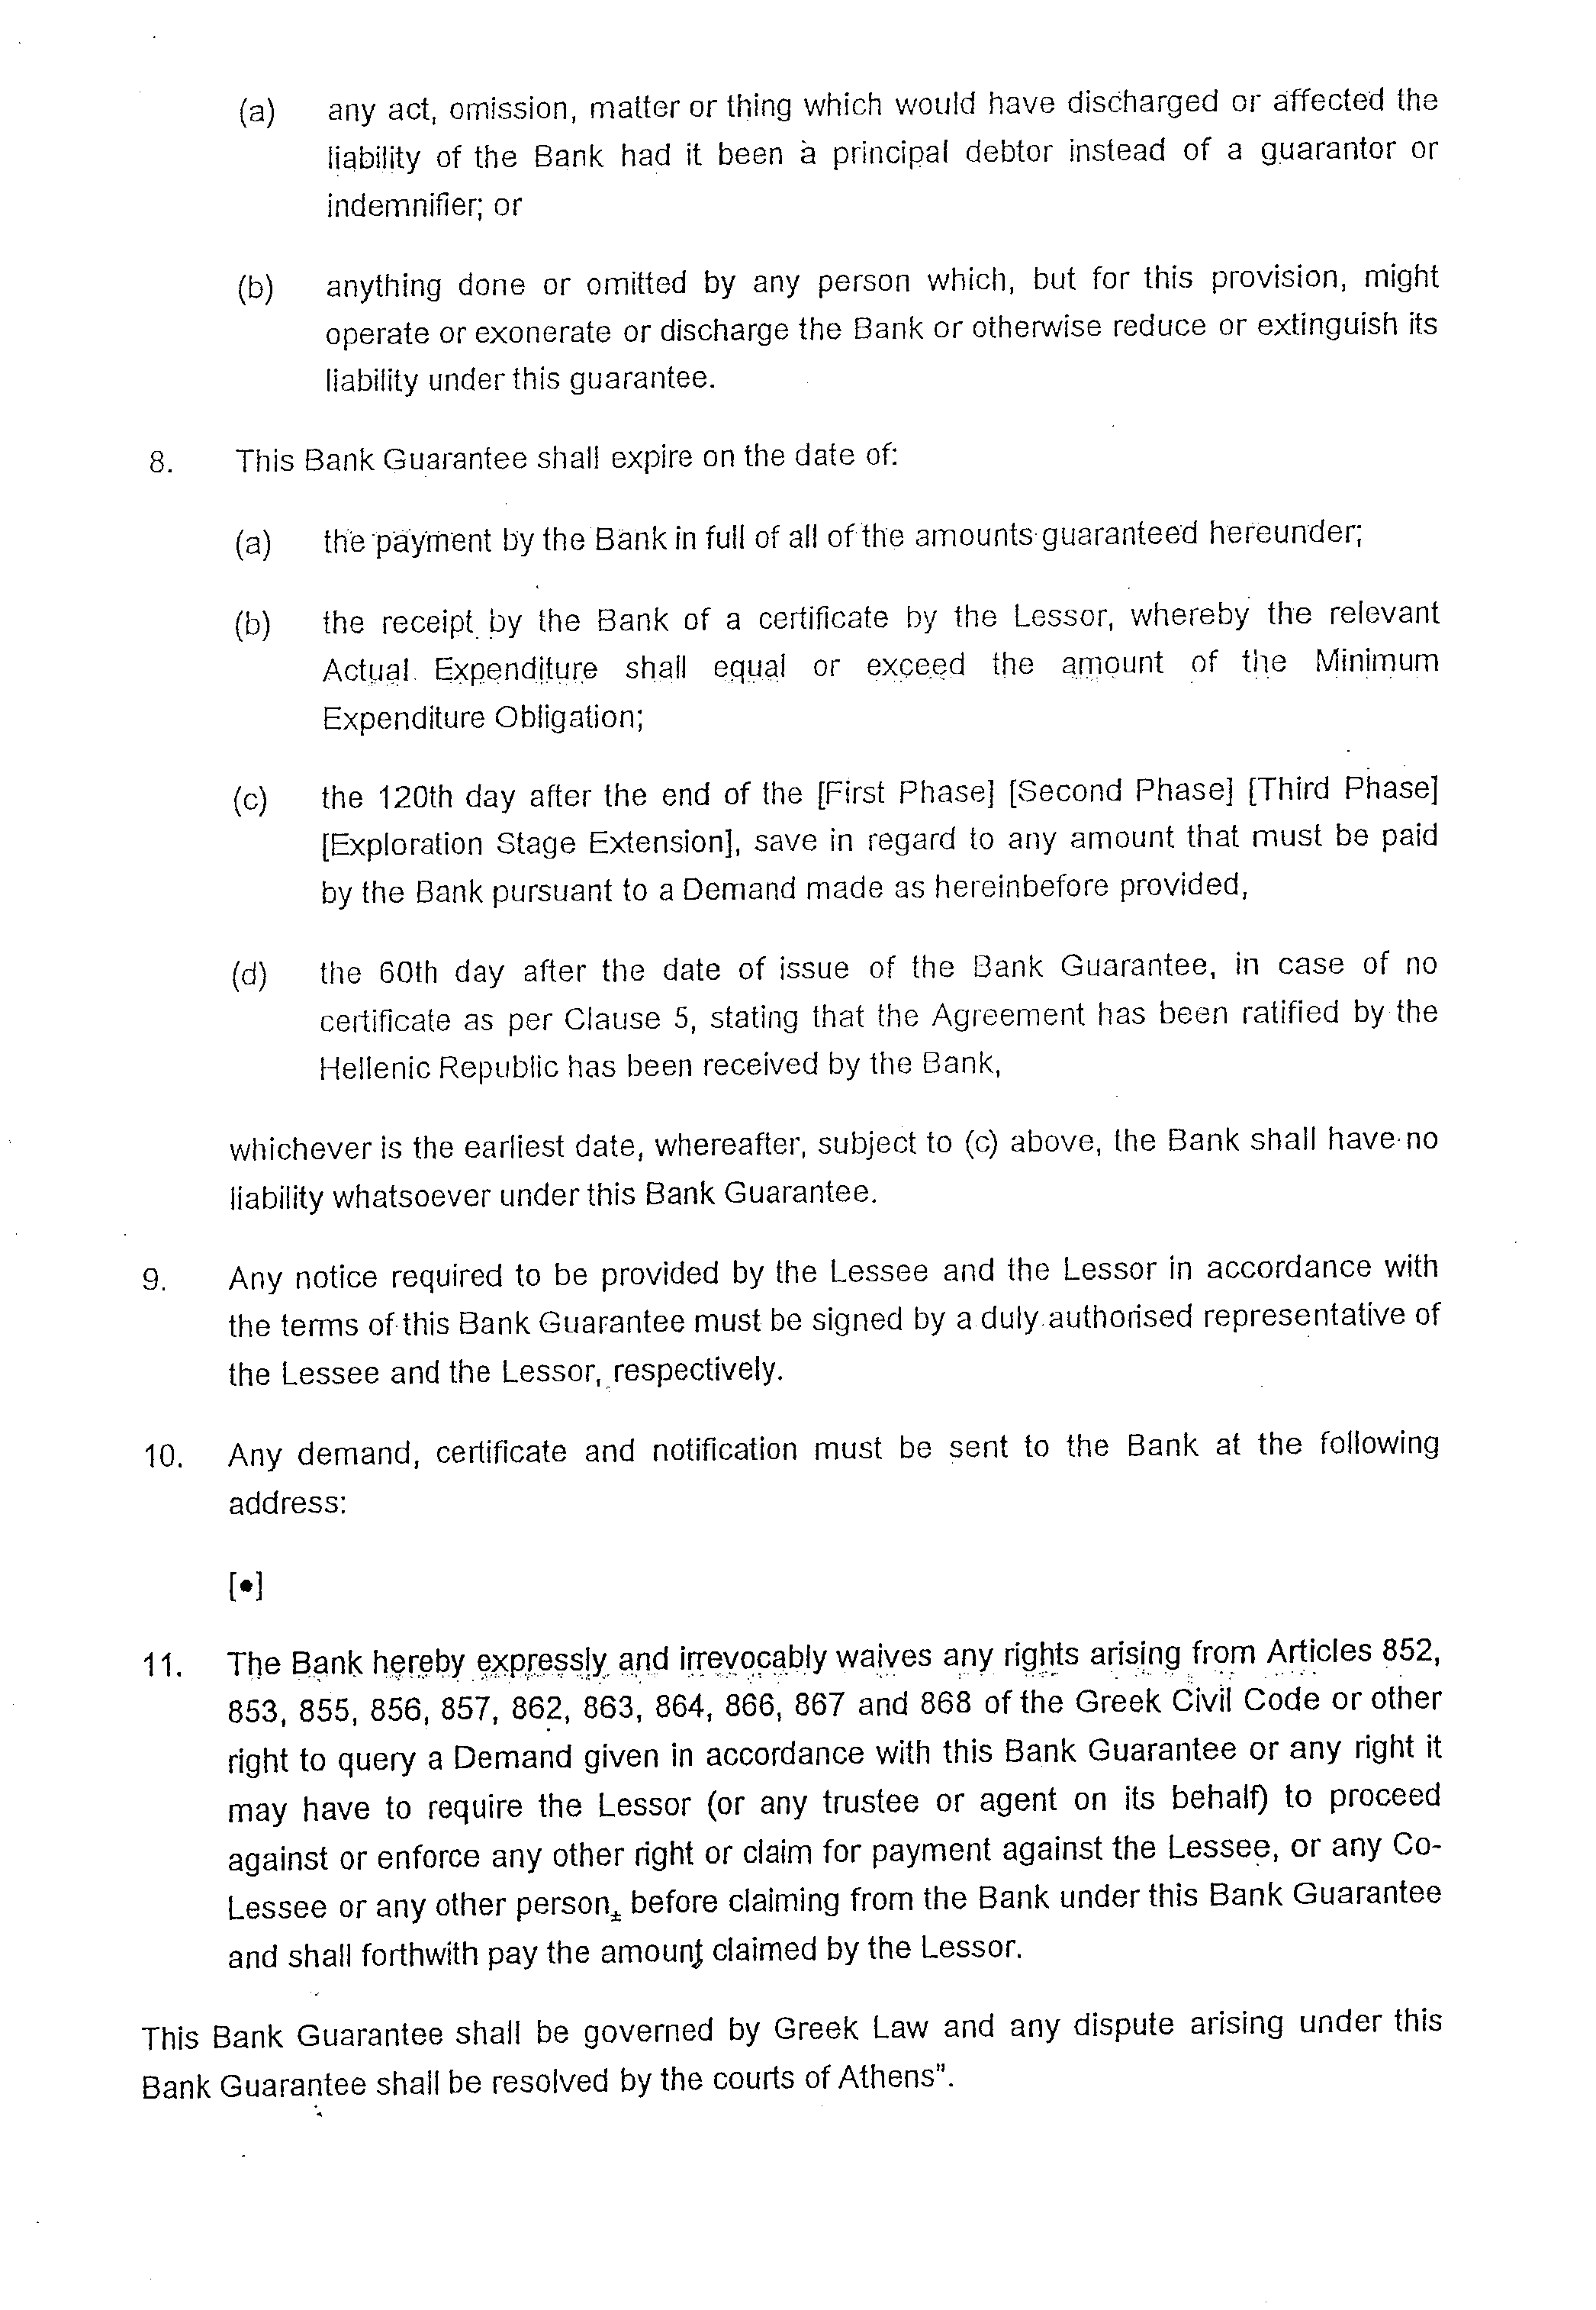 (a) any act, omission, matter or thing which would have discharged or affected the
liability of the Bank had it been a principal debtor instead of a guarantor or
indemnifier; or
(b) anything done or omitted by any person which, but for this provision, might
operate or exonerate or discharge the Bank or otherwise reduce or extinguish its
liability under this guarantee.
8. This Bank Guarantee shall expire on the date of:
(a) the payment by the Bank in full of all of the amounts guaranteed hereunder;
(b) the receipt by the Bank of a certificate by the Lessor, whereby the relevant
Actual Expenditure shall equal or exceed the amount of the Minimum
Expenditure Obligation;
(c) the 120th day after the end of the [First Phase] [Second Phase] [Third Phase]
[Exploration Stage Extension], save in regard to any amount that must be paid
by the Bank pursuant to a Demand made as hereinbefore provided,
(d) the 60th day after the date of issue of the Bank Guarantee, in case of no
certificate as per Clause 5, stating that the Agreement has been ratified by the
Hellenic Republic has been received by the Bank,
whichever is the earliest date, whereafter, subject to (c) above, the Bank shall have no
liability whatsoever under this Bank Guarantee.
9. Any notice required to be provided by the Lessee and the Lessor in accordance with
the terms of this Bank Guarantee must be signed by a duly authorised representative of
the Lessee and the Lessor, respectively.
10. Any demand, certificate and notification must be sent to the Bank at the following
address:
[•]
11. The Bank hereby expressly and irrevocably waives any rights arising from Articles 852,
853, 855, 856, 857, 862, 863, 864, 866, 867 and 868 of the Greek Civil Code or other
right to query a Demand given in accordance with this Bank Guarantee or any right it
may have to require the Lessor (or any trustee or agent on its behalf) to proceed
against or enforce any other right or claim for payment against the Lessee, or any Co-
Lessee or any other person, before claiming from the Bank under this Bank Guarantee
and shall forthwith pay the amount claimed by the Lessor.
This Bank Guarantee shall be governed by Greek Law and any dispute arising under this
Bank Guarantee shall be resolved by the courts of Athens".